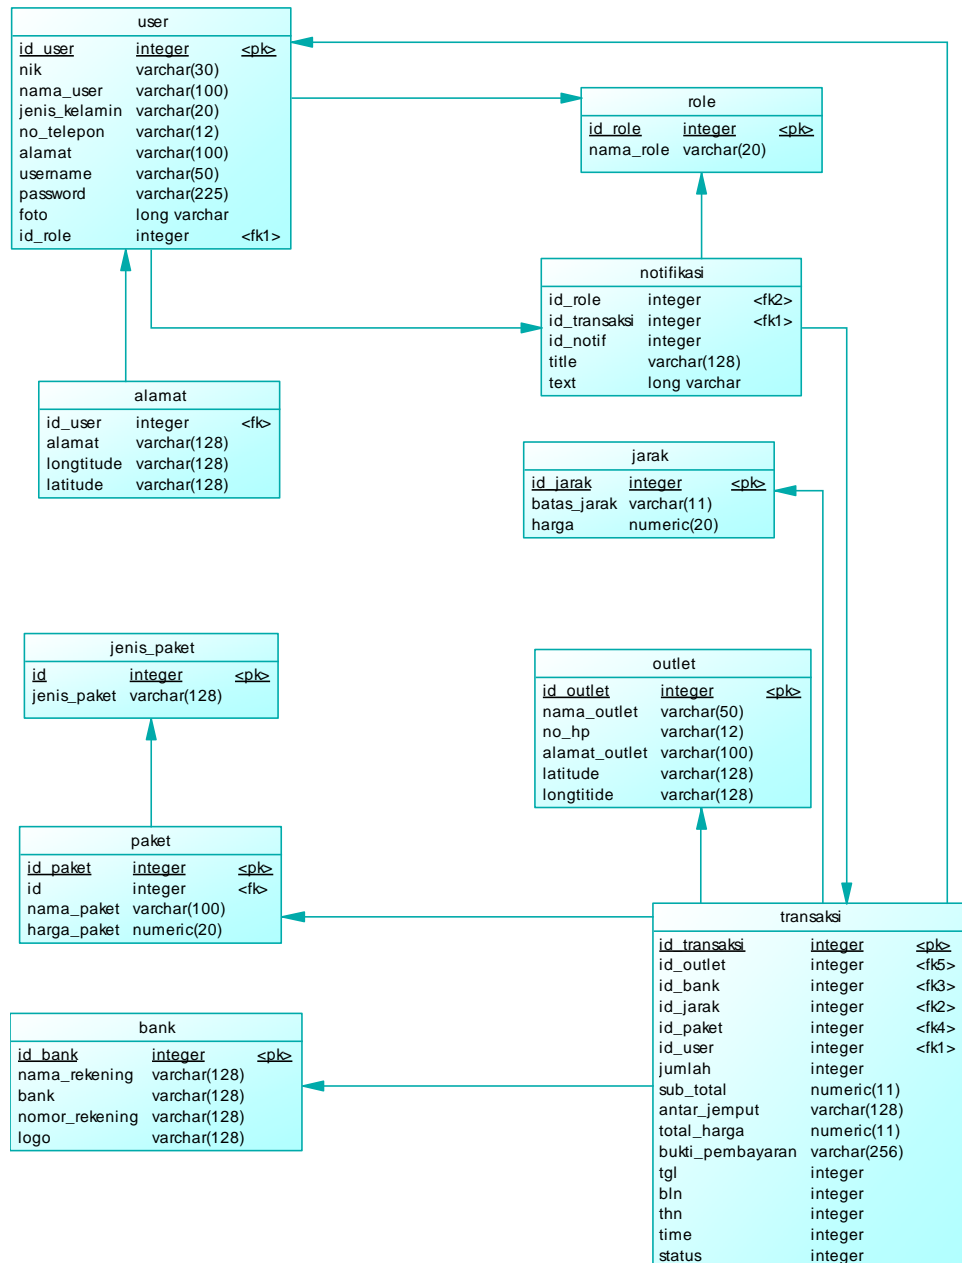 user
id_user integer <pk>
nik varchar(30)
nama_user varchar(100)
jenis_kelamin varchar(20)
no_telepon varchar(12)
alamat varchar(100)
username varchar(50)
password varchar(225)
foto long varchar
id_role integer <fk1>
role
id_role integer <pk>
nama_role varchar(20)
notifikasi
id_role integer <fk2>
id_transaksi integer <fk1>
id_notif integer
title varchar(128)
text long varchar
alamat
id_user integer <fk>
alamat varchar(128)
longtitude varchar(128)
latitude varchar(128)
jarak
id_jarak integer <pk>
batas_jarak varchar(11)
harga numeric(20)
jenis_paket
id integer <pk>
jenis_paket varchar(128)
outlet
id_outlet integer <pk>
nama_outlet varchar(50)
no_hp varchar(12)
alamat_outlet varchar(100)
latitude varchar(128)
longtitide varchar(128)
paket
id_paket integer <pk>
id integer <fk>
nama_paket varchar(100)
harga_paket numeric(20)
transaksi
id_transaksi integer <pk>
id_outlet integer <fk5>
id_bank integer <fk3>
id_jarak integer <fk2>
id_paket integer <fk4>
id_user integer <fk1>
jumlah integer
sub_total numeric(11)
antar_jemput varchar(128)
total_harga numeric(11)
bukti_pembayaran varchar(256)
tgl integer
bln integer
thn integer
time integer
status integer
bank
id_bank integer <pk>
nama_rekening varchar(128)
bank varchar(128)
nomor_rekening varchar(128)
logo varchar(128)